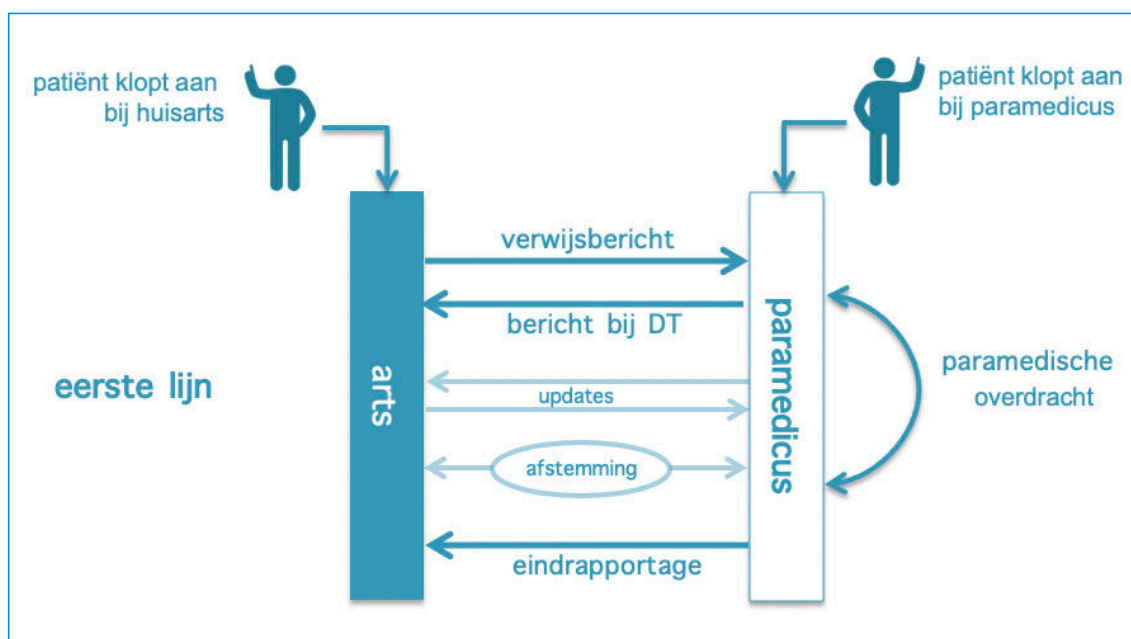 patiënt klopt aan
bij huisarts
patiënt klopt aan
bij paramedicus
verwijsbericht
bericht bij DT
updates
afstemming
eindrapportage
eerste lijn
arts
paramedicus
paramedische
overdracht